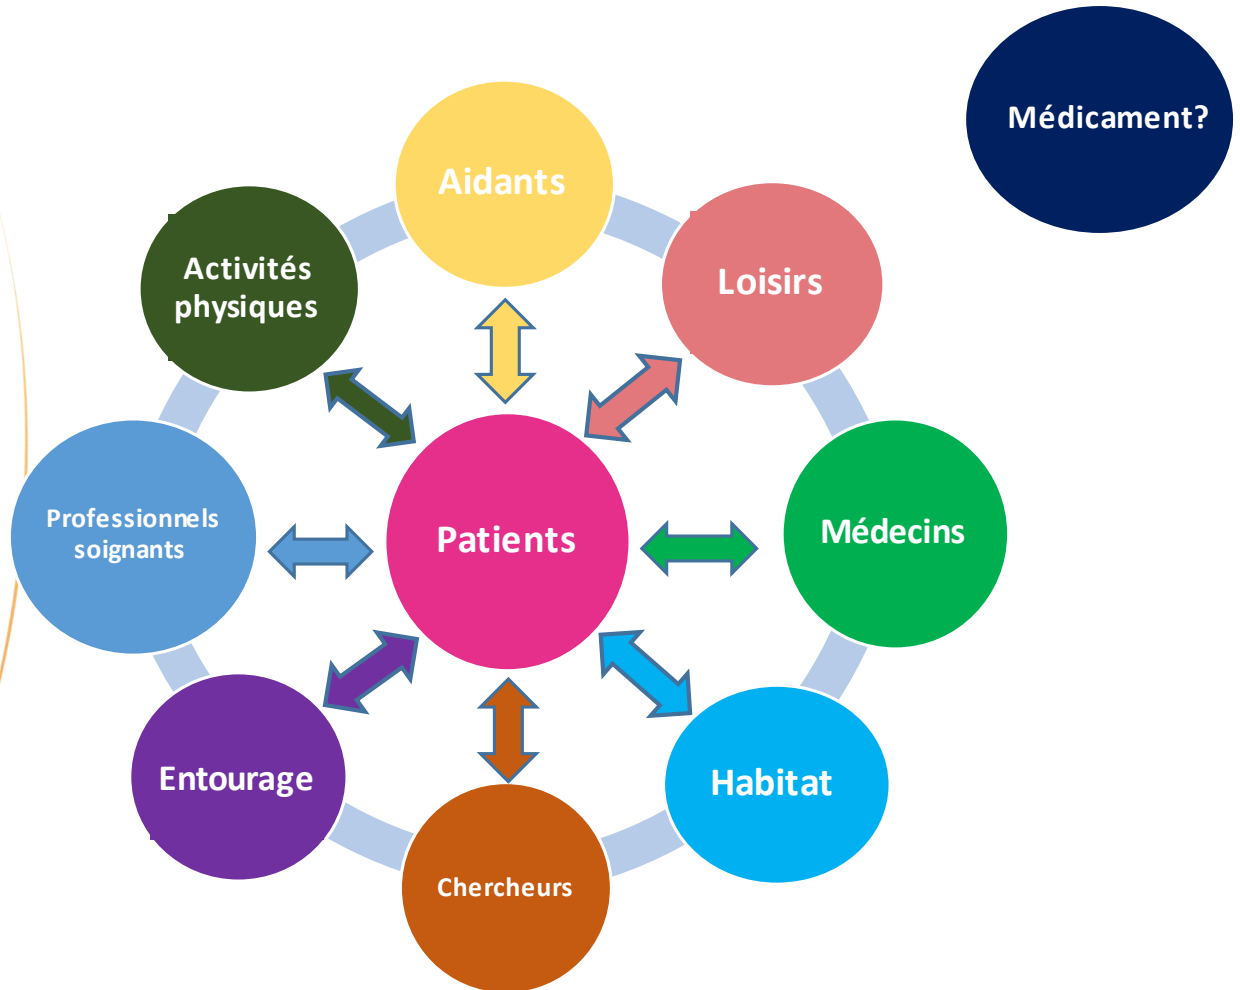 Médicament?
Aidants
Activités
physiques
Loisirs
Professionnels
soignants
Patients
Médecins
Entourage
Habitat
Chercheurs